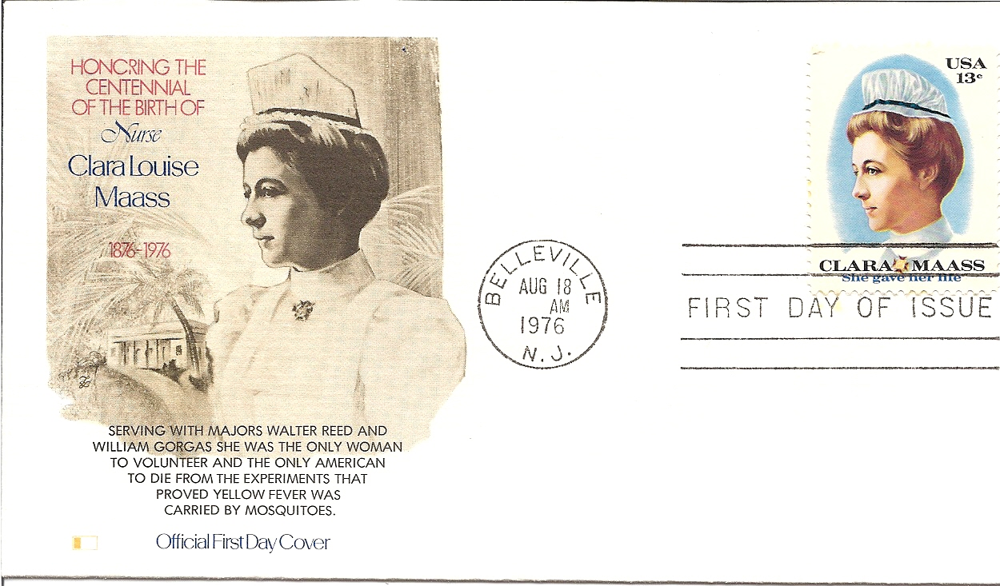 HONORING THE
CENTENNIAL
OF THE BIRTH OF
Nurse
Clara Louise
Maass
1876-1976
SERVING WITH MAJORS WALTER REED AND
WILLIAM GORGAS SHE WAS THE ONLY WOMAN
TO VOLUNTEER AND THE ONLY AMERICAN
TO DIE FROM THE EXPERIMENTS THAT
PROVED YELLOW FEVER WAS
CARRIED BY MOSQUITOES.
Official First Day Cover
BELLEVILLE
AUG 18
AM
1976
N.J.
USA
13c
CLARA MAASS
She gave her life
FIRST DAY OF ISSUE